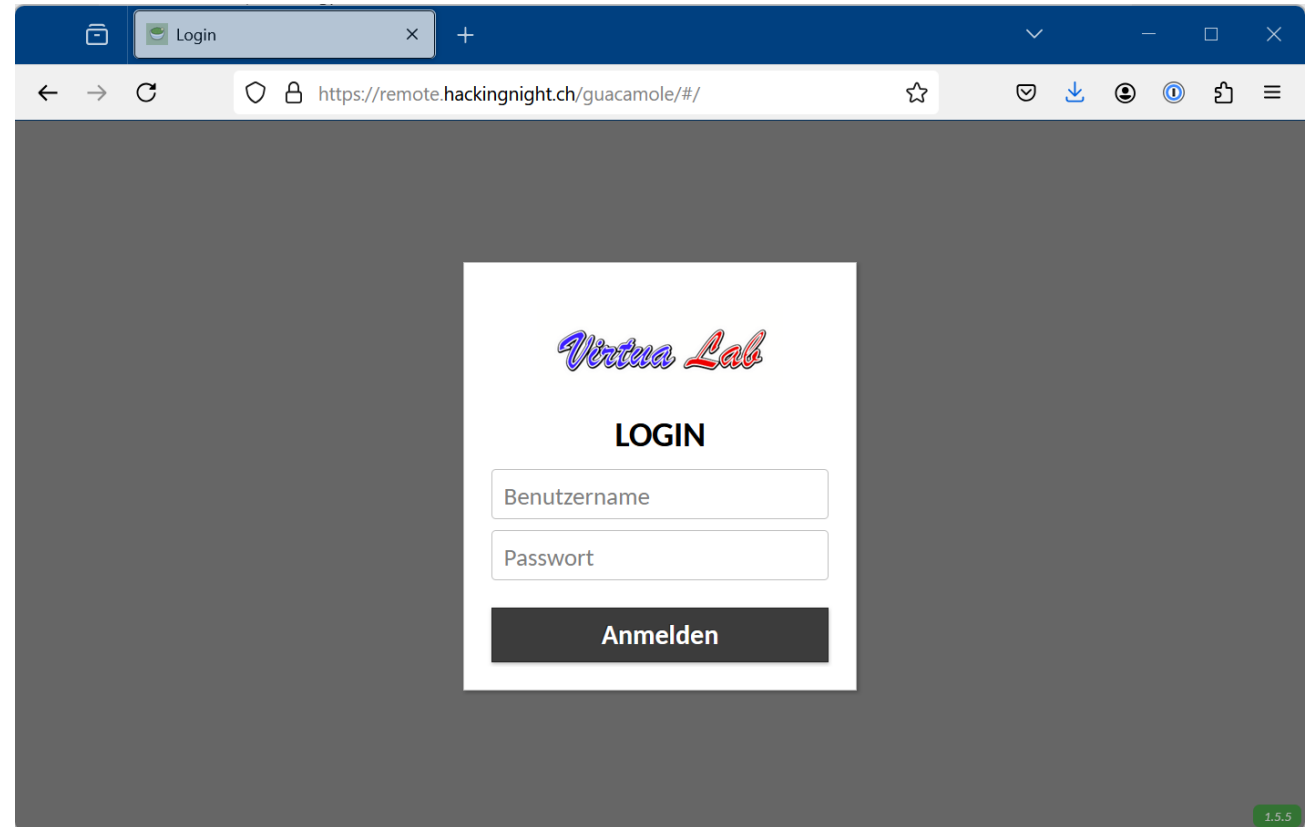 Login
https://remote.hackingnight.ch/guacamole/#/
Virtua Lab
LOGIN
Benutzername
Passwort
Anmelden
1.5.5